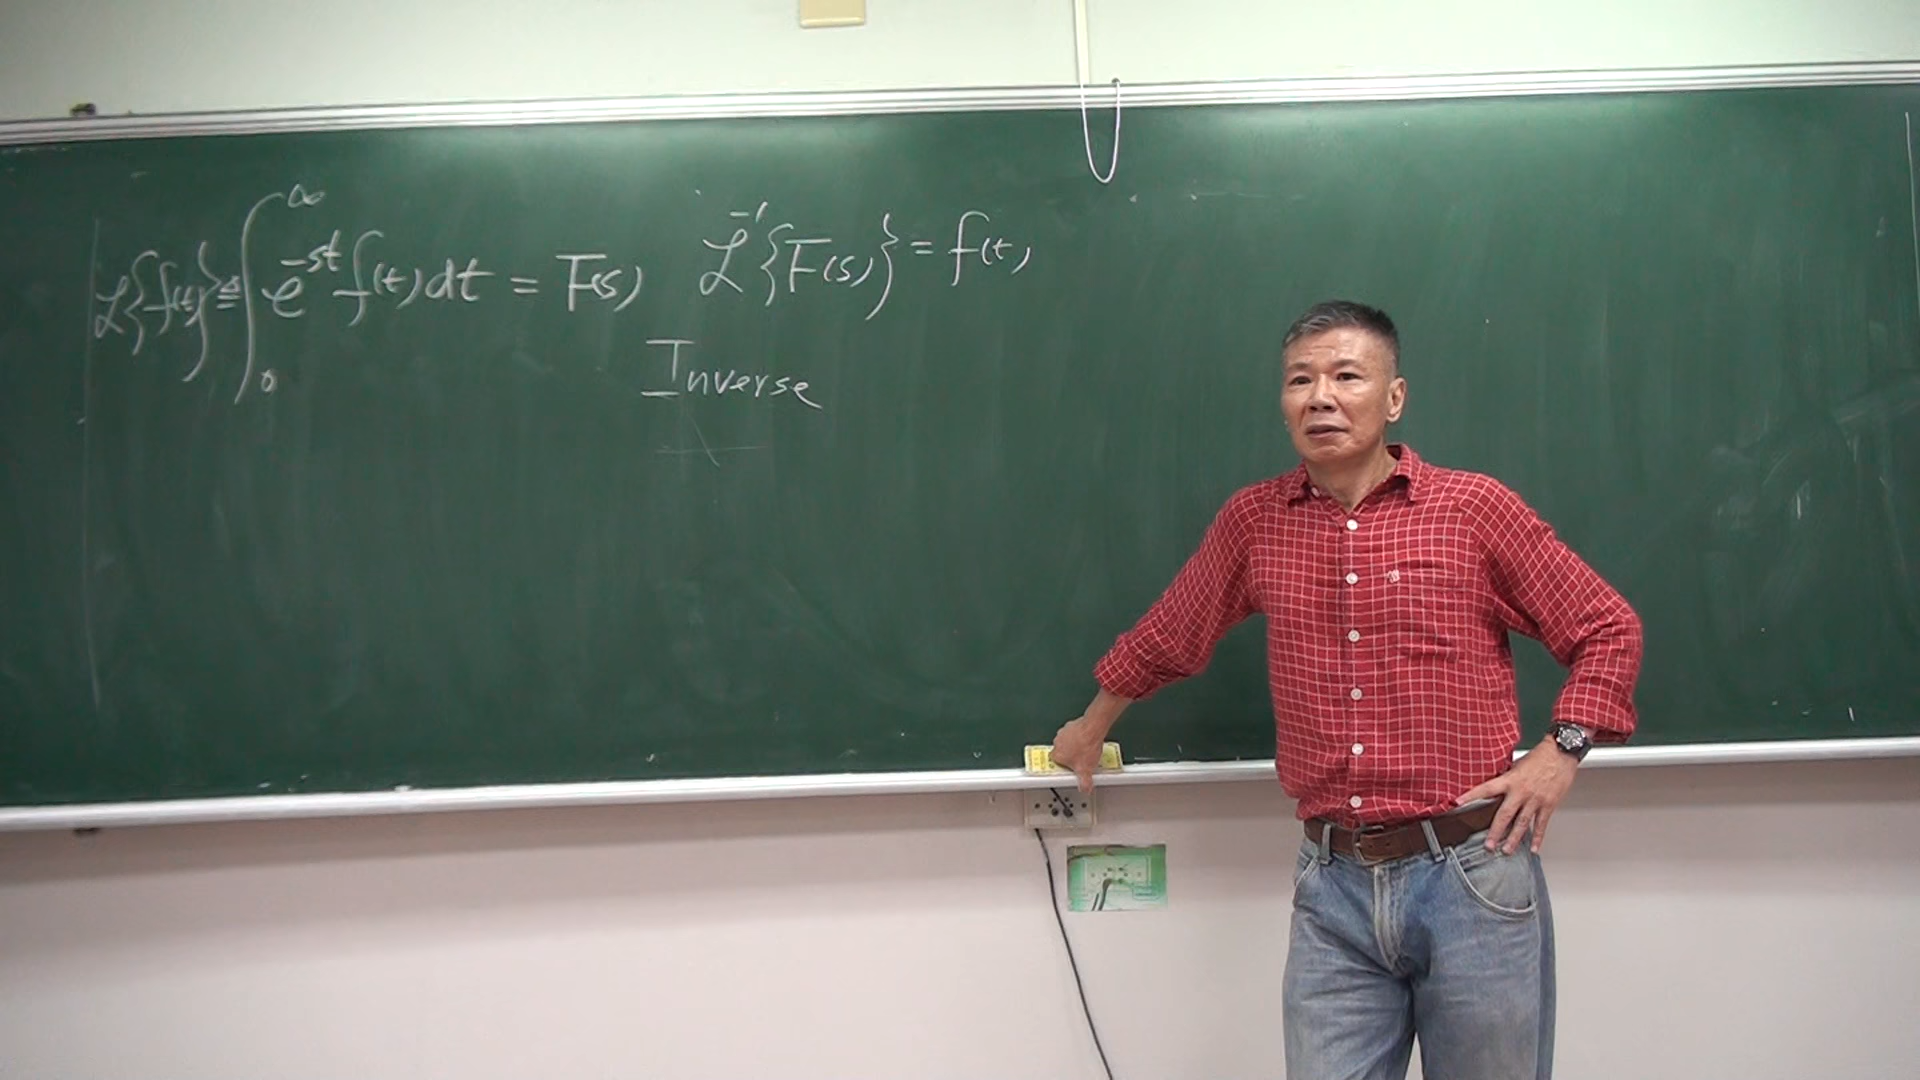 ℒ{f(t)} ≜ ∫₀^∞ e^{-st} f(t) dt = F(s)
ℒ^{-1}{F(s)} = f(t)
Inverse